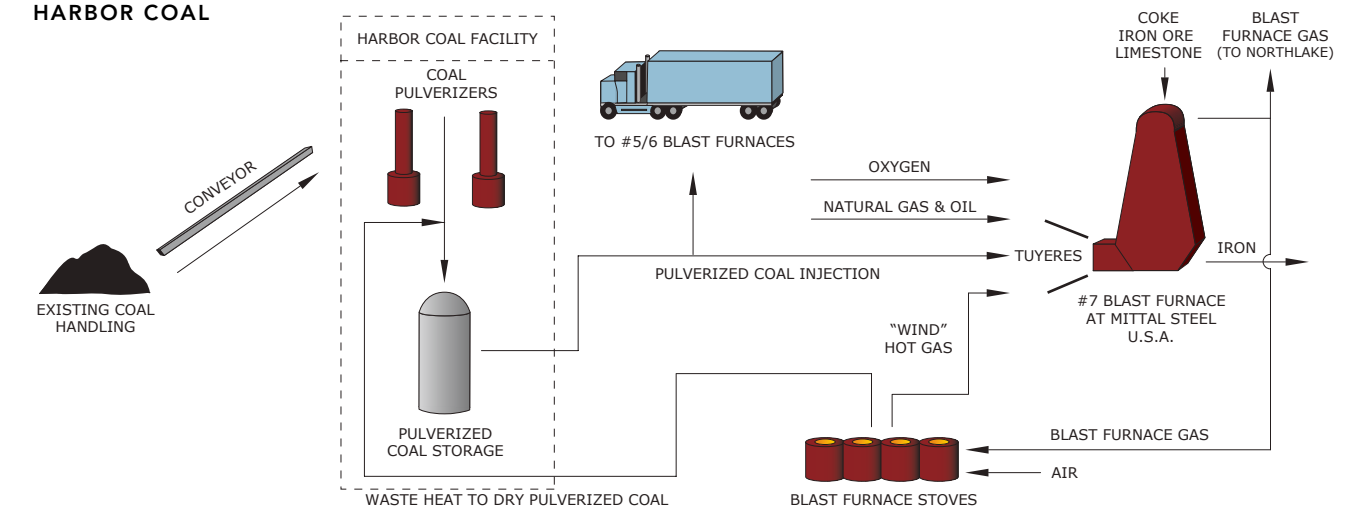 HARBOR COAL
HARBOR COAL FACILITY
COAL
PULVERIZERS
CONVEYOR
EXISTING COAL
HANDLING
PULVERIZED
COAL STORAGE
WASTE HEAT TO DRY PULVERIZED COAL
TO #5/6 BLAST FURNACES
OXYGEN
NATURAL GAS & OIL
PULVERIZED COAL INJECTION
TUYERES
"WIND"
HOT GAS
COKE
IRON ORE
LIMESTONE
BLAST
FURNACE GAS
(TO NORTHLAKE)
IRON
#7 BLAST FURNACE
AT MITTAL STEEL
U.S.A.
BLAST FURNACE GAS
AIR
BLAST FURNACE STOVES